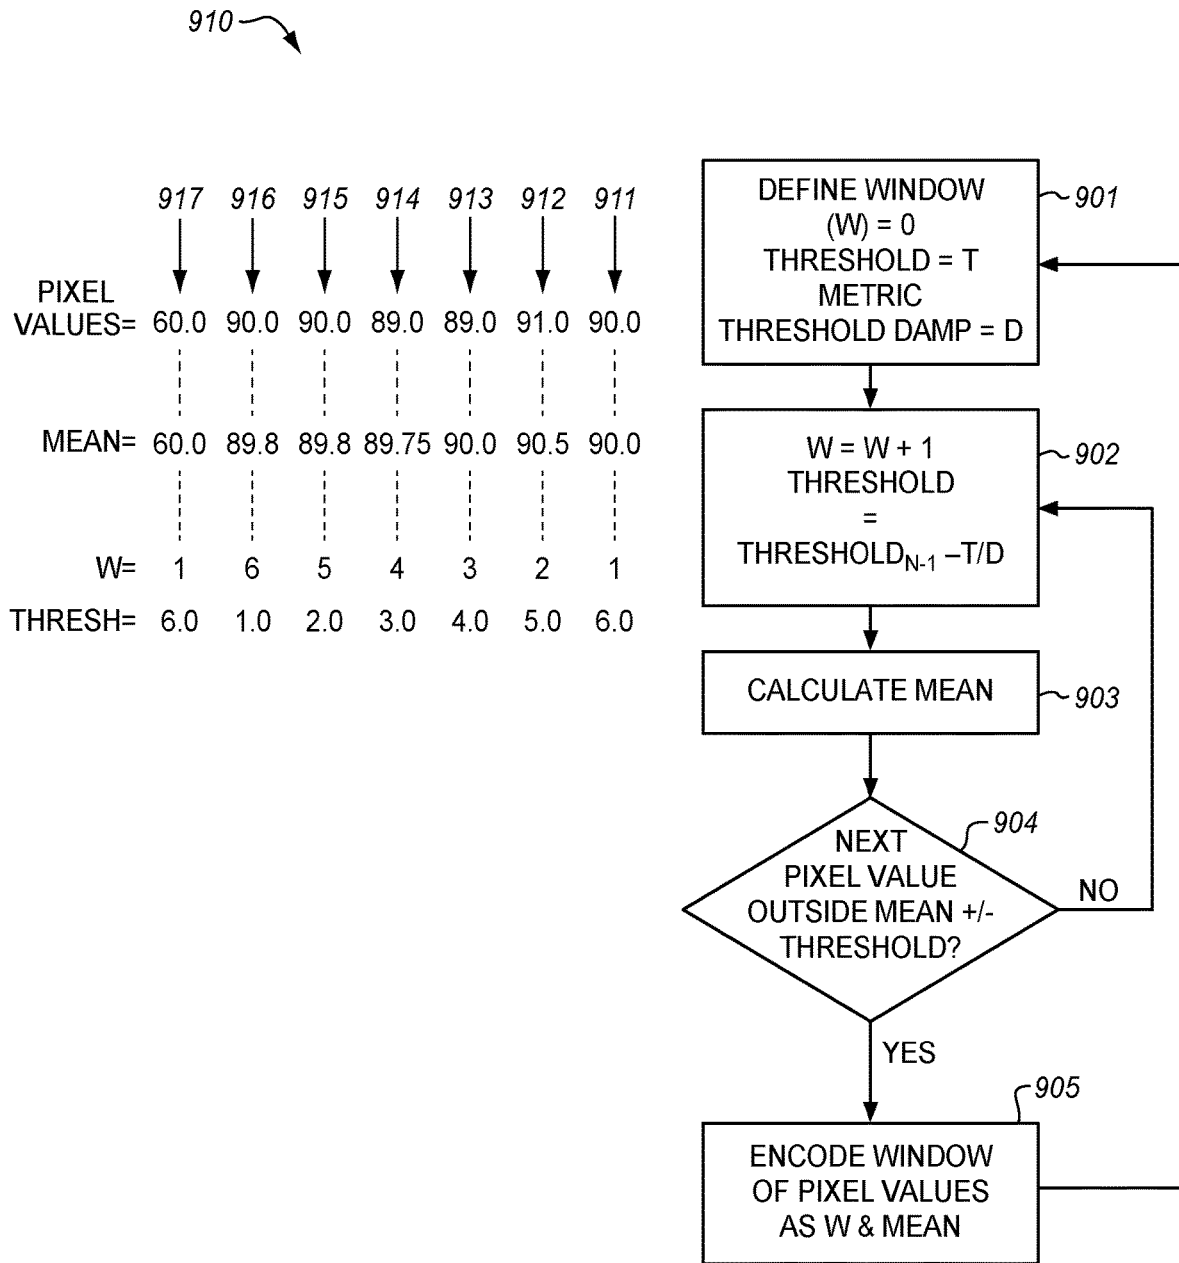 910
917 916 915 914 913 912 911
PIXEL
VALUES= 60.0 90.0 90.0 89.0 89.0 91.0 90.0
MEAN= 60.0 89.8 89.8 89.75 90.0 90.5 90.0
W= 1 6 5 4 3 2 1
THRESH= 6.0 1.0 2.0 3.0 4.0 5.0 6.0
DEFINE WINDOW
(W) = 0
THRESHOLD = T
METRIC
THRESHOLD DAMP = D
901
W = W + 1
THRESHOLD
=
THRESHOLD_{N-1} –T/D
902
CALCULATE MEAN
903
NEXT
PIXEL VALUE
OUTSIDE MEAN +/-
THRESHOLD?
904
NO
YES
905
ENCODE WINDOW
OF PIXEL VALUES
AS W & MEAN